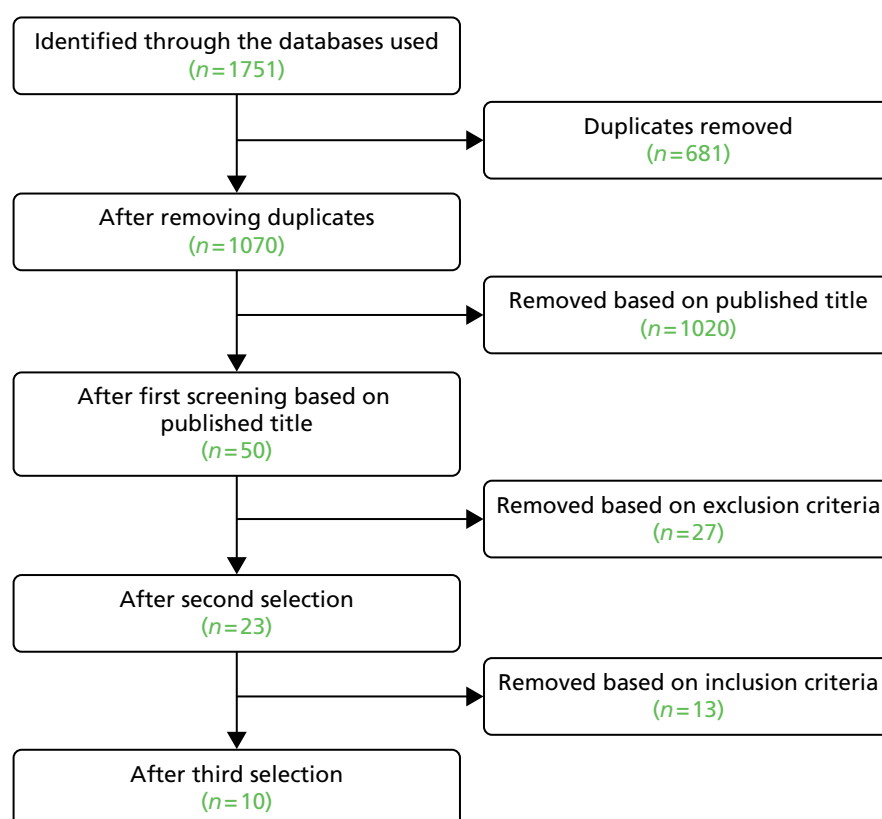 Identified through the databases used
(n=1751)
Duplicates removed
(n=681)
After removing duplicates
(n=1070)
Removed based on published title
(n=1020)
After first screening based on
published title
(n=50)
Removed based on exclusion criteria
(n=27)
After second selection
(n=23)
Removed based on inclusion criteria
(n=13)
After third selection
(n=10)